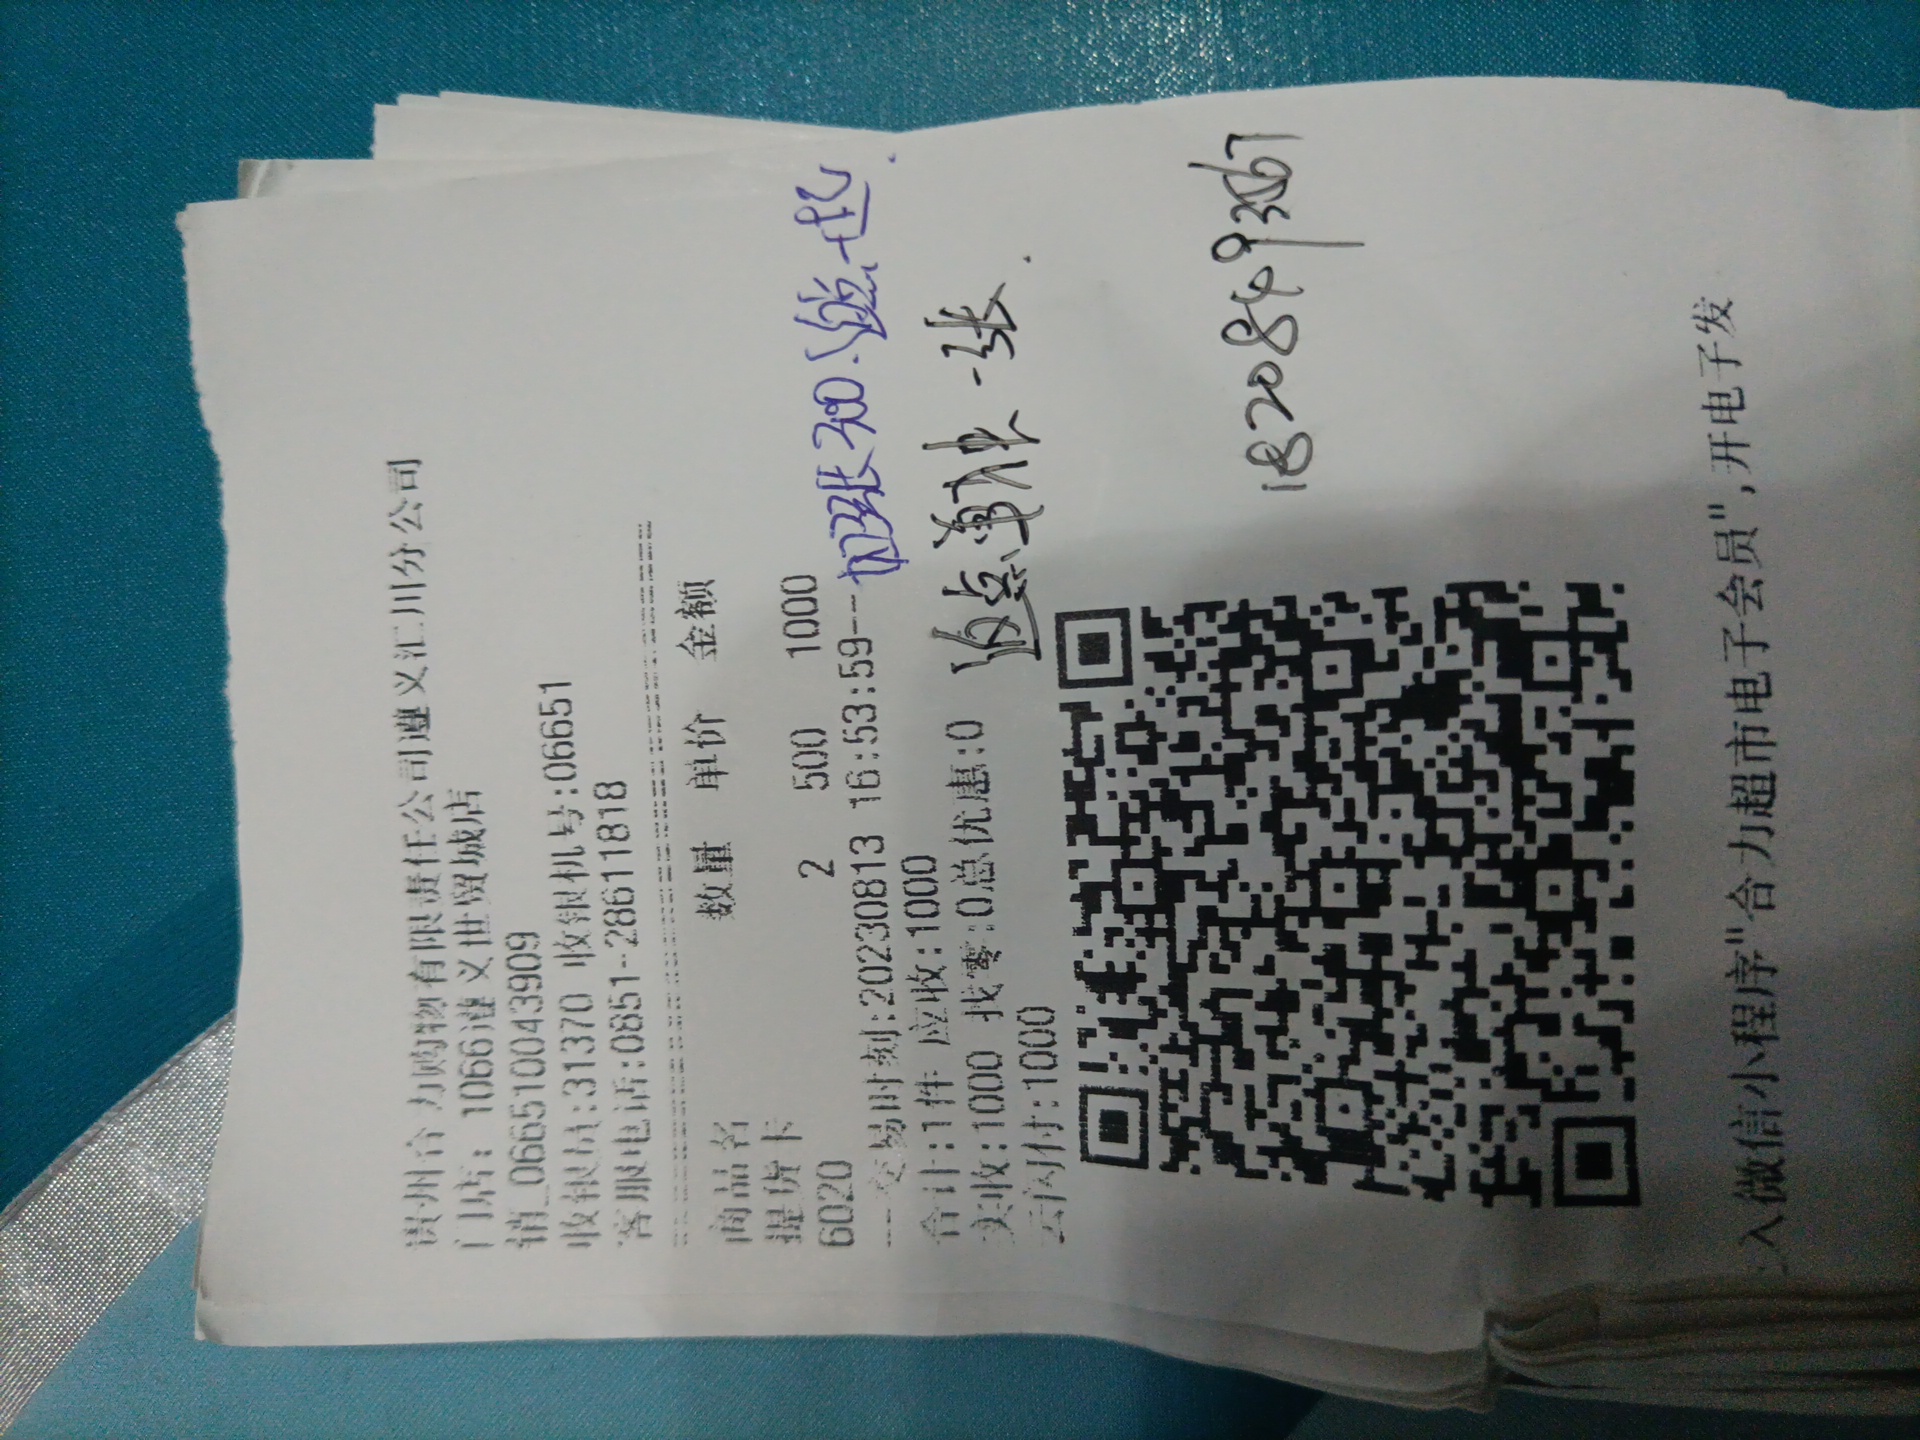 贵州合力购物有限责任公司遵义汇川分公司
门店：1066遵义世贸城店
销_066510043909
收银员:31370 收银机号:06651
客服电话:0851-28611818
商品名 数量 单价 金额
提货卡
6020 2 500 1000
---交易时刻:20230813 16:53:59---
合计:1件 应收:1000
实收:1000 找零:0总优惠:0
云闪付:1000
一张.
入微信小程序"合力超市电子会员",开电子发